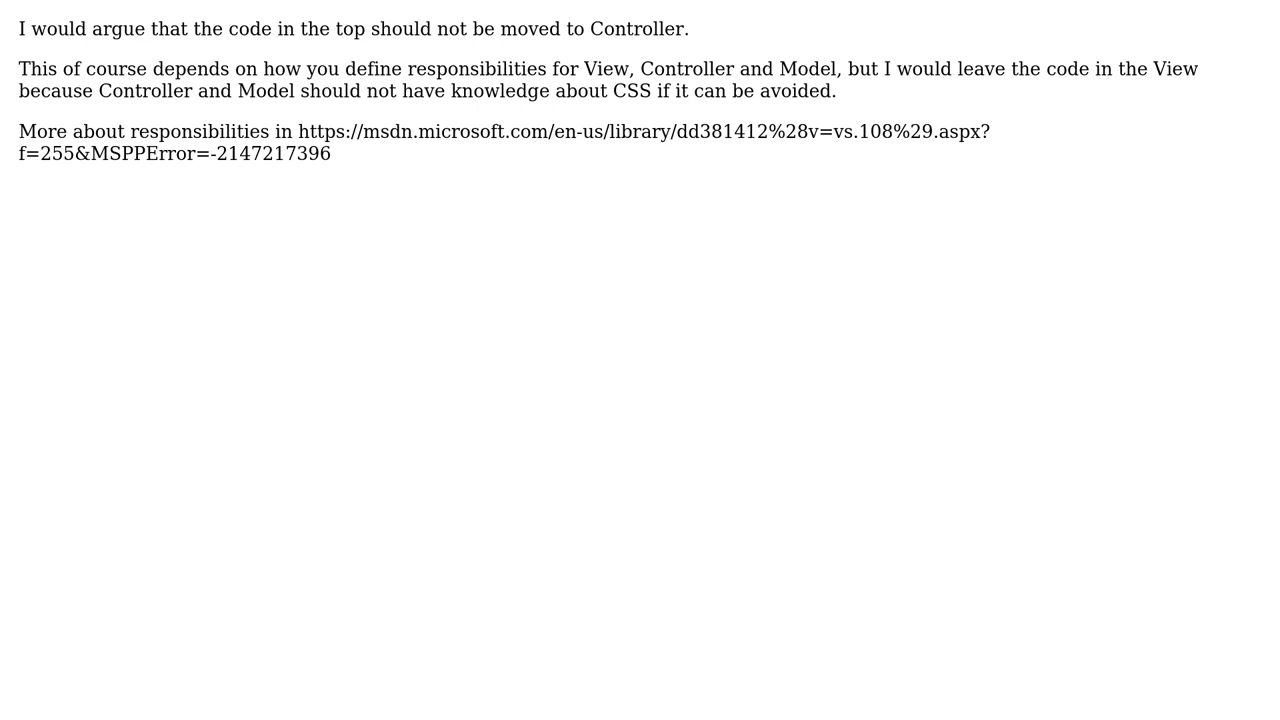 I would argue that the code in the top should not be moved to Controller.
This of course depends on how you define responsibilities for View, Controller and Model, but I would leave the code in the View
because Controller and Model should not have knowledge about CSS if it can be avoided.
More about responsibilities in https://msdn.microsoft.com/en-us/library/dd381412%28v=vs.108%29.aspx?
f=255&MSPPError=-2147217396